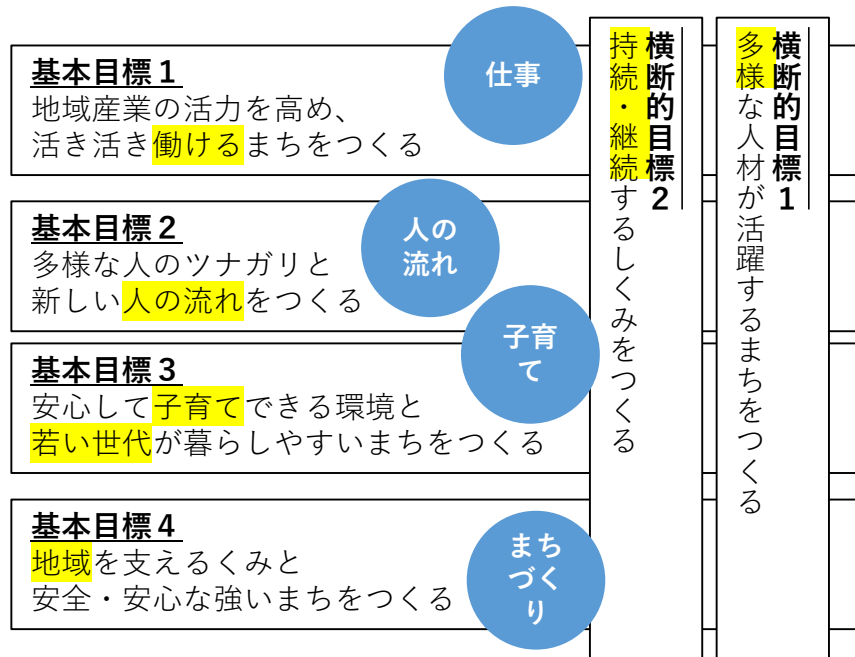 基本目標１
地域産業の活力を高め、
活き活き働けるまちをつくる
仕事
基本目標２
多様な人のツナガリと
新しい人の流れをつくる
人の
流れ
基本目標３
安心して子育てできる環境と
若い世代が暮らしやすいまちをつくる
子育
て
基本目標４
地域を支えるくみと
安全・安心な強いまちをつくる
まち
づく
り
横断的目標1
多様な人材が活躍するまちをつくる
横断的目標2
持続・継続するしくみをつくる